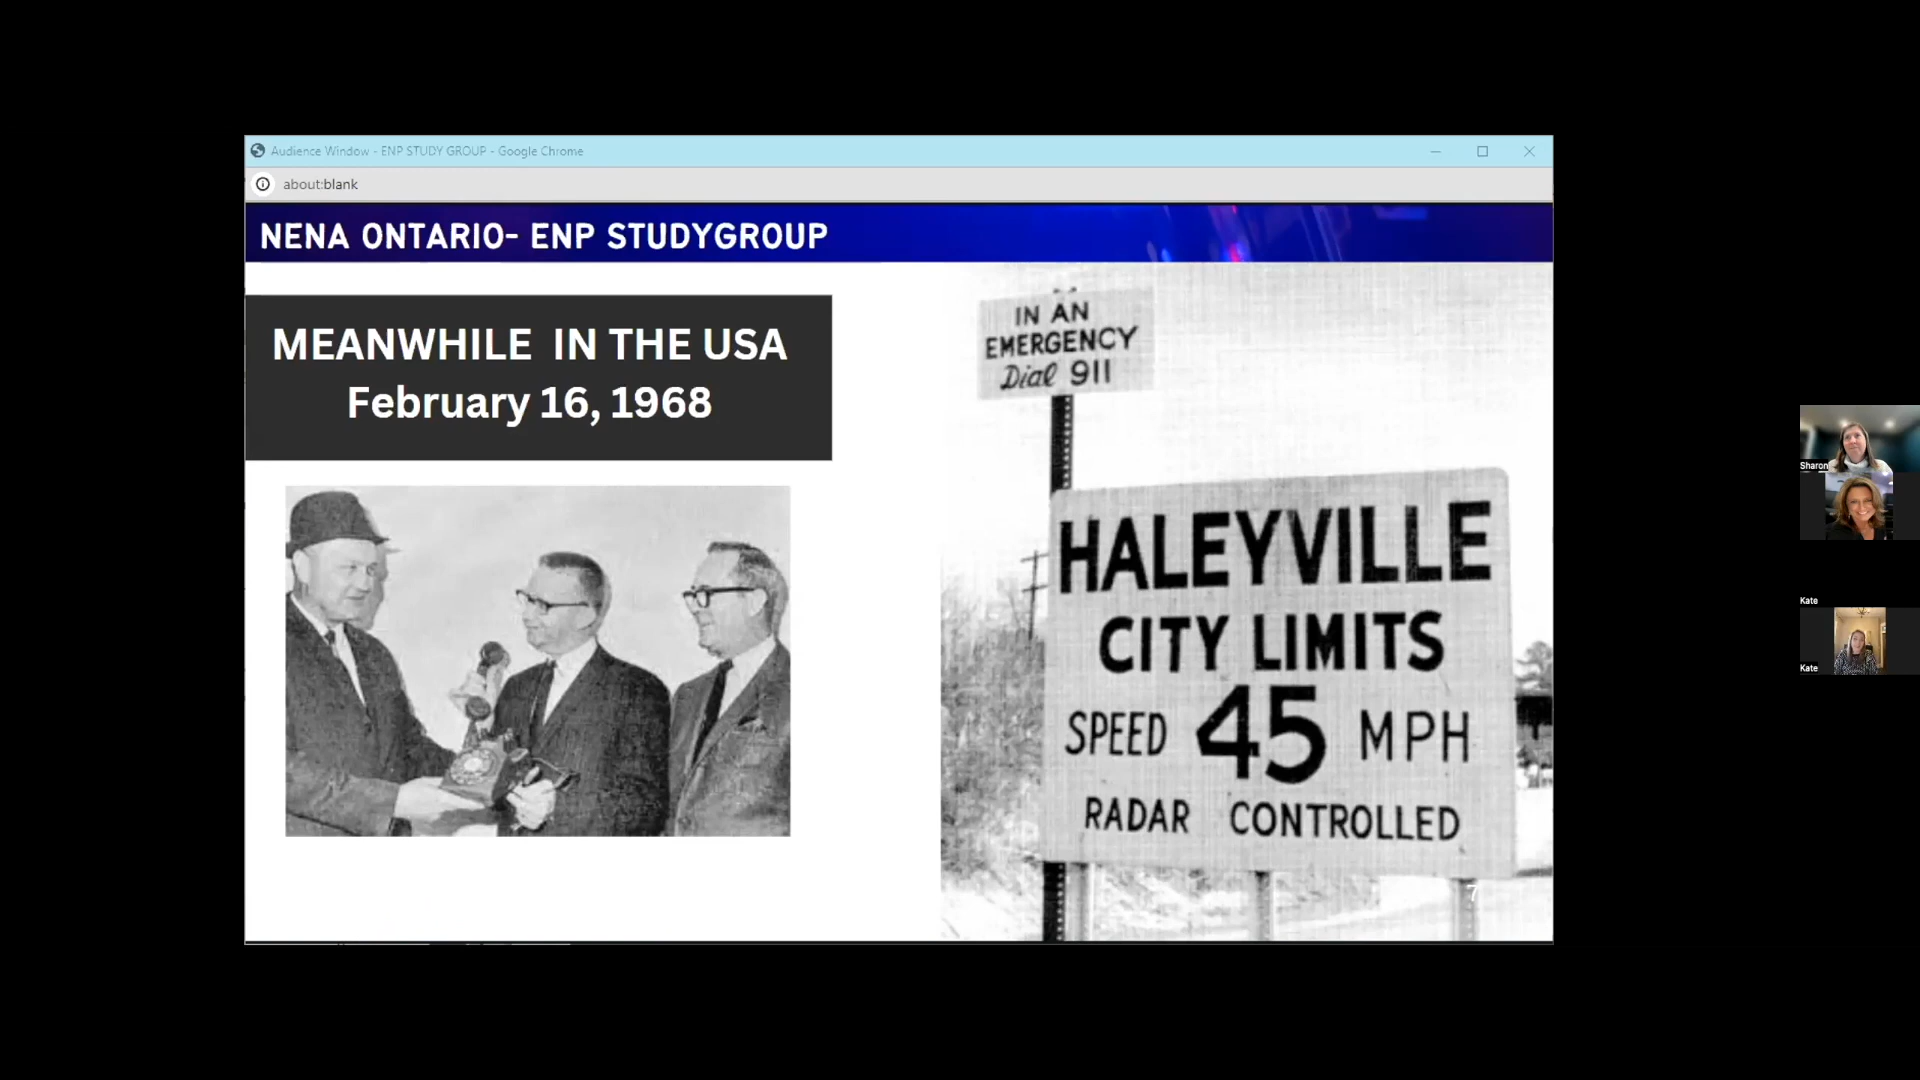 Audience Window - ENP STUDY GROUP - Google Chrome
about:blank
NENA ONTARIO- ENP STUDYGROUP
MEANWHILE IN THE USA
February 16, 1968
IN AN
EMERGENCY
Dial 911
HALEYVILLE
CITY LIMITS
SPEED 45 MPH
RADAR CONTROLLED
7
Sharon
Kate
Kate